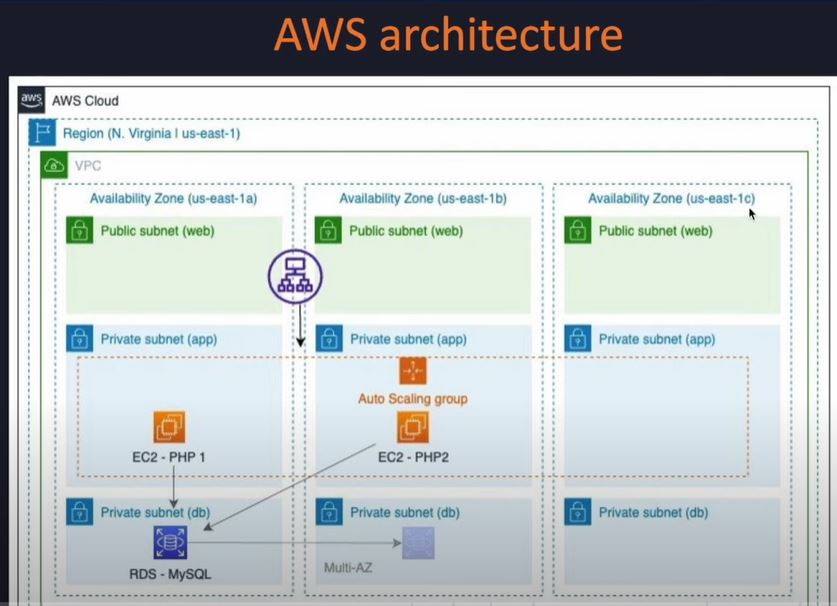 AWS architecture
aws
AWS Cloud
Region (N. Virginia | us-east-1)
VPC
Availability Zone (us-east-1a)
Availability Zone (us-east-1b)
Availability Zone (us-east-1c)
Public subnet (web)
Public subnet (web)
Public subnet (web)
Private subnet (app)
Private subnet (app)
Private subnet (app)
Auto Scaling group
EC2 - PHP 1
EC2 - PHP2
Private subnet (db)
Private subnet (db)
Private subnet (db)
RDS - MySQL
Multi-AZ